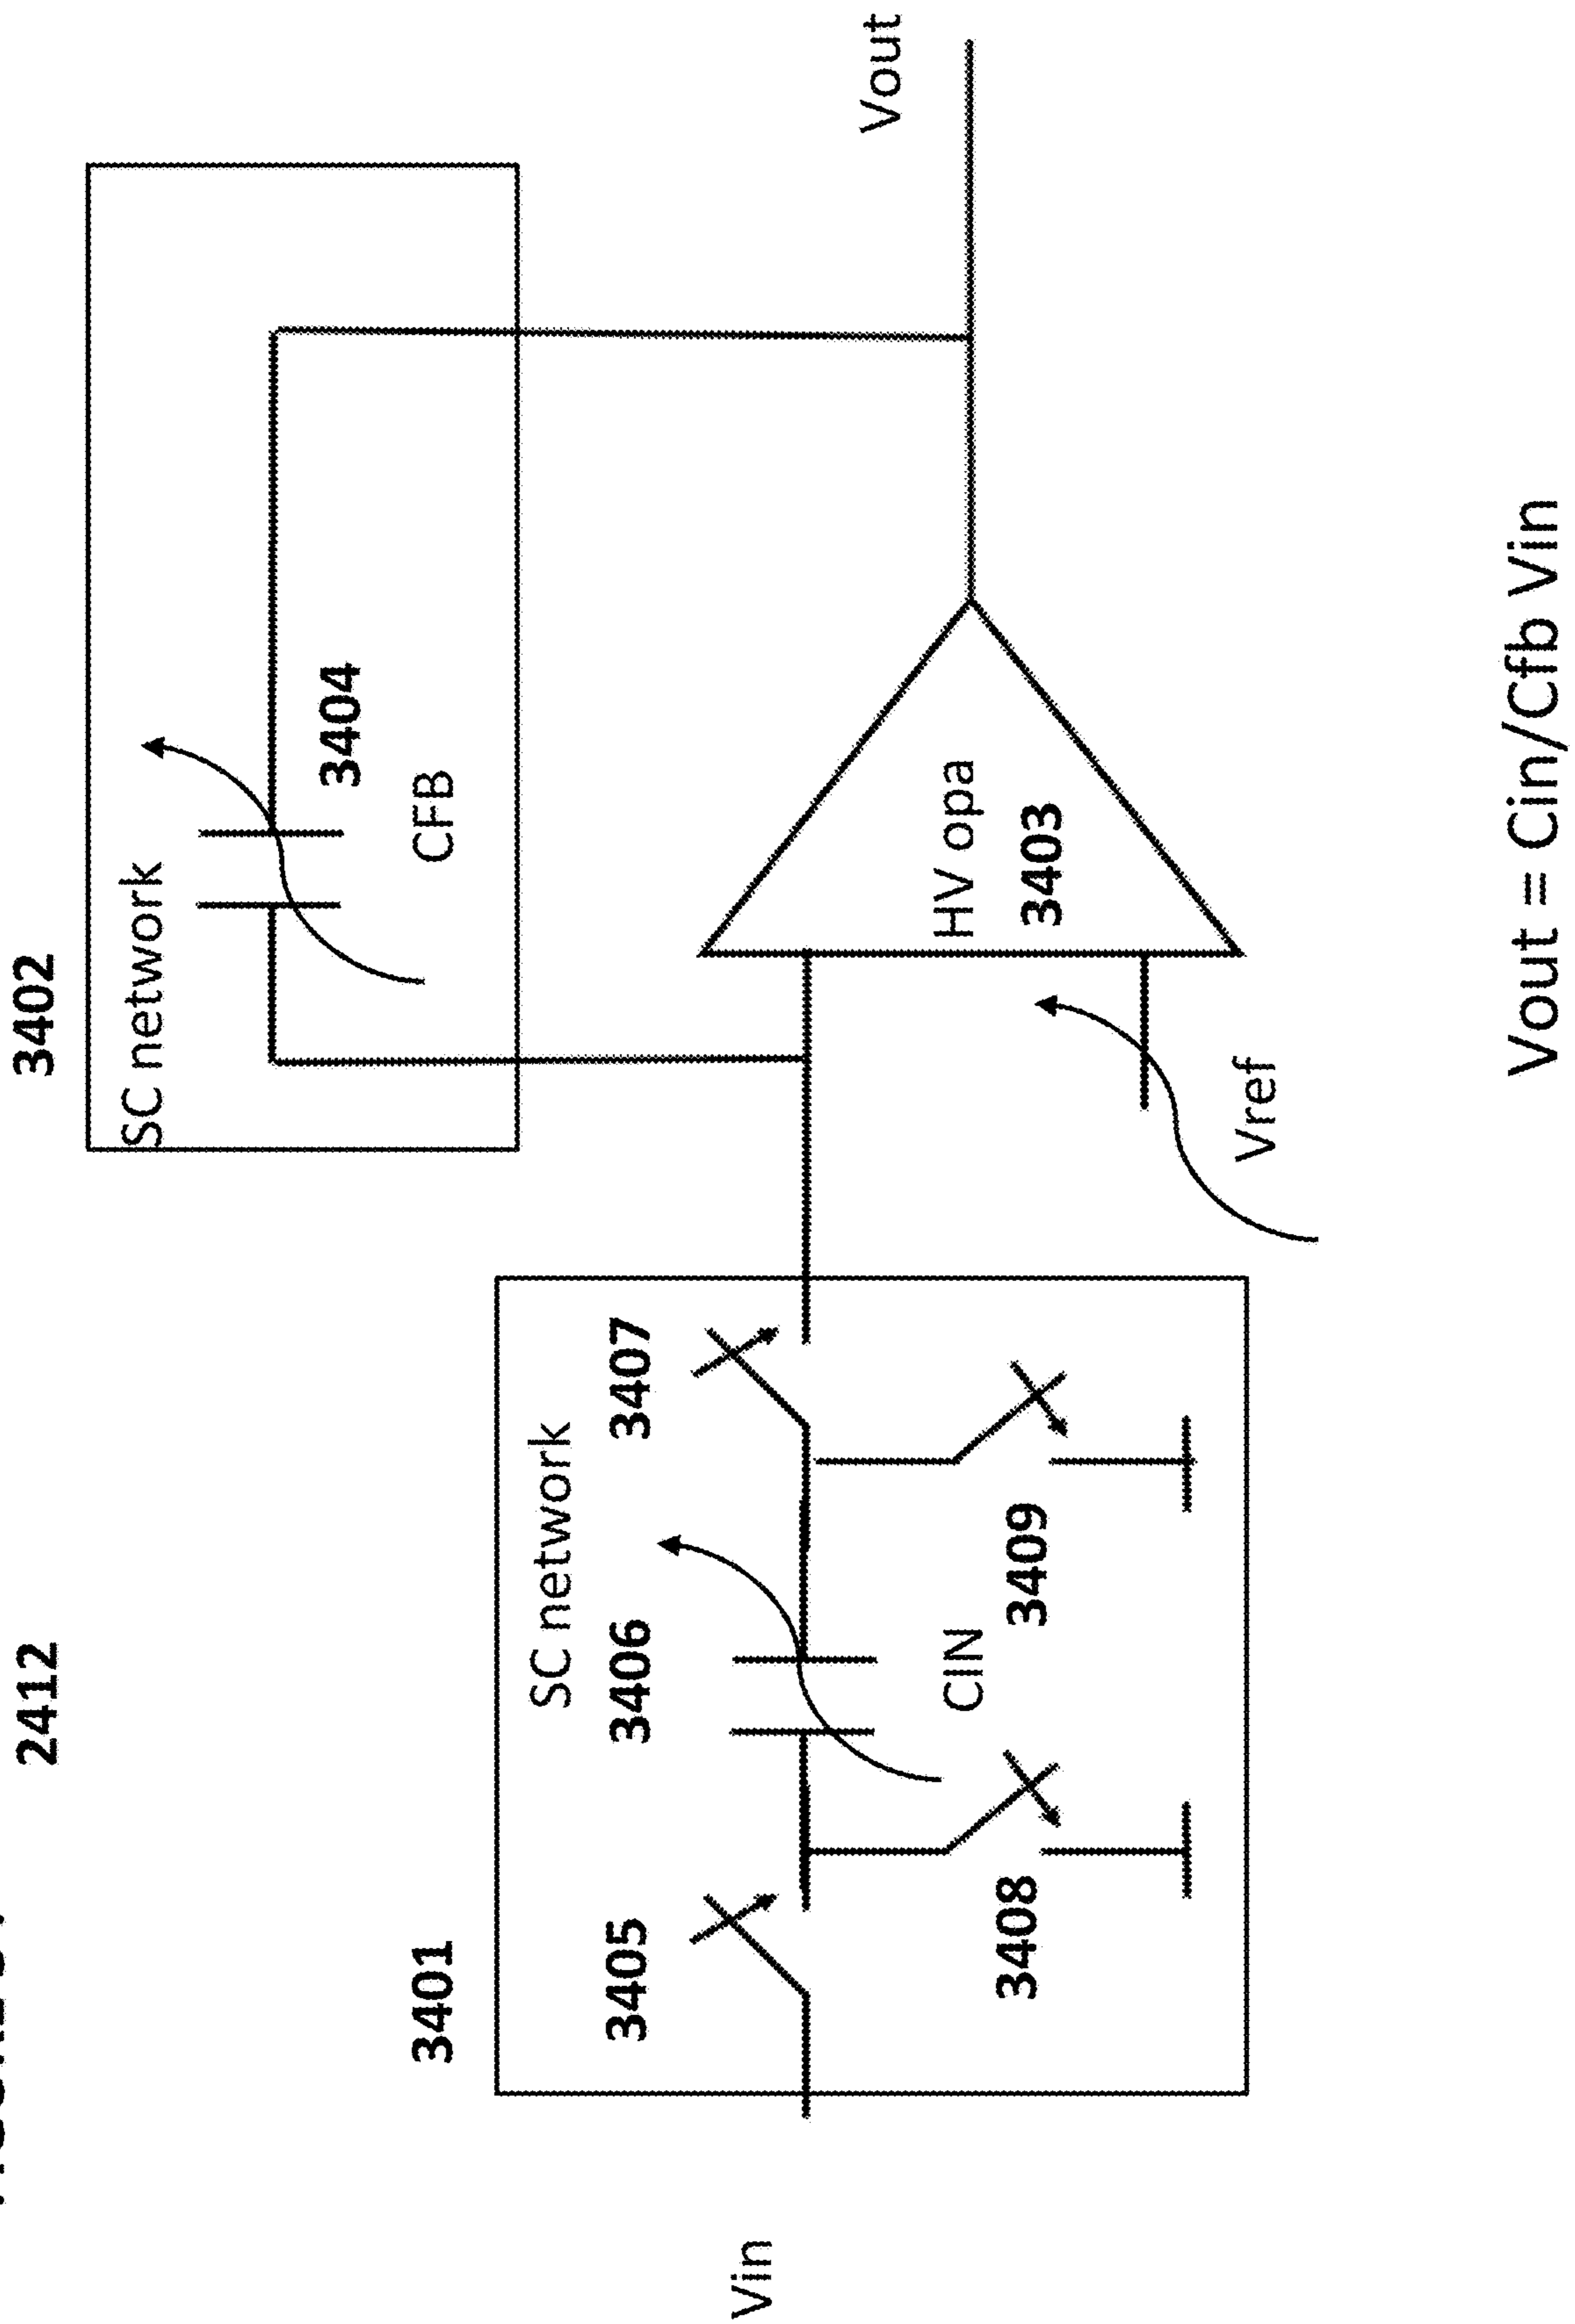 2412
3402
SC network
3404
CFB
3401
SC network
3405
3406
3407
CIN
3408
3409
HV opa
3403
Vin
Vref
Vout
Vout = Cin/Cfb Vin